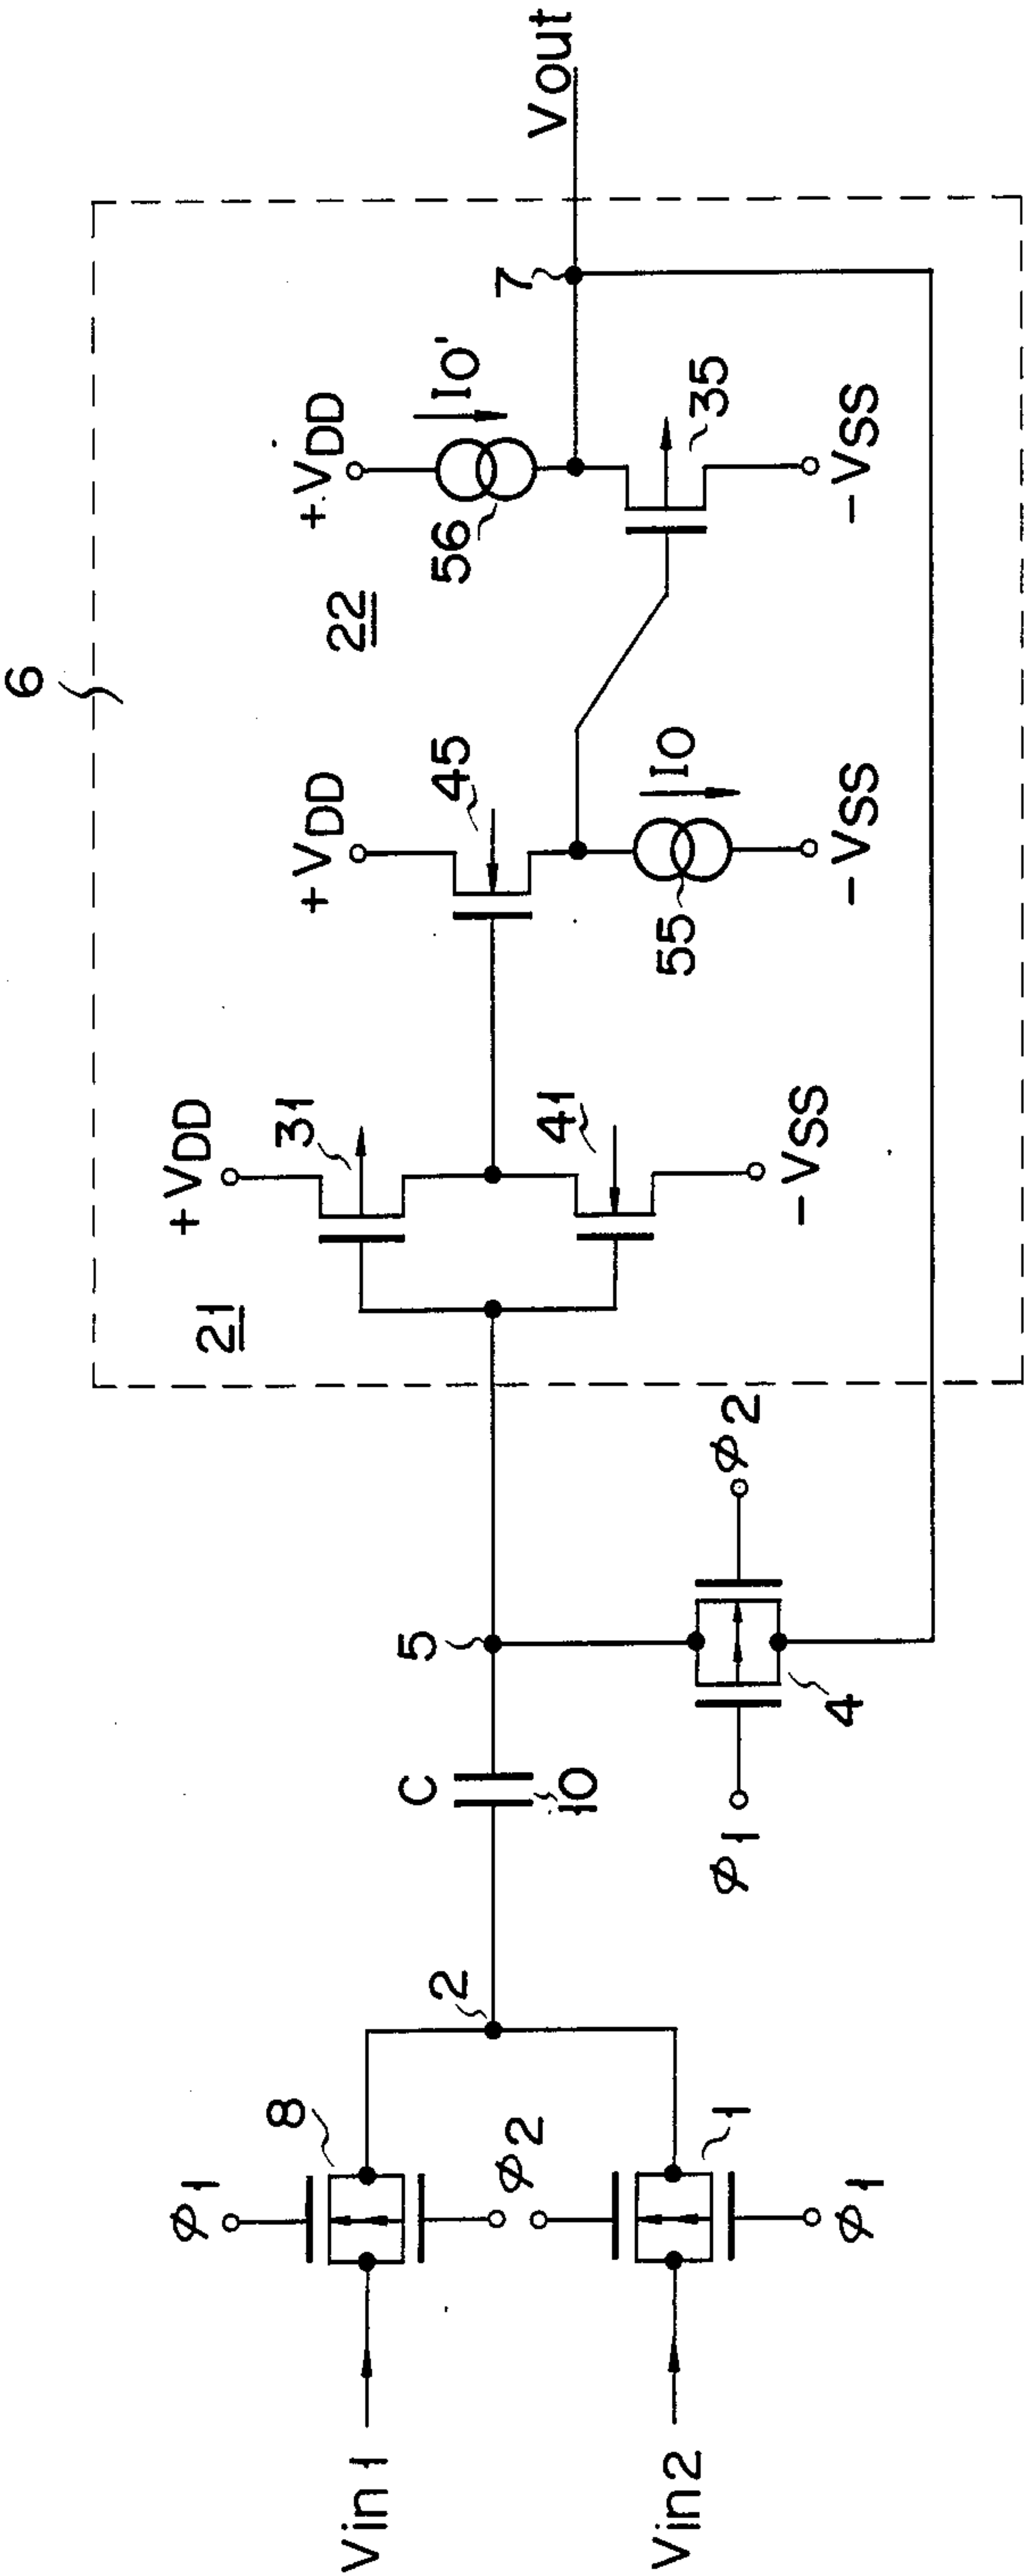 6
21
+VDD
31
41
-VSS
+VDD
45
IO
55
-VSS
22
+VDD
IO'
56
35
-VSS
7
Vout
Vin1
Vin2
8
φ1
φ2
1
φ1
2
C
10
5
φ1
φ2
4